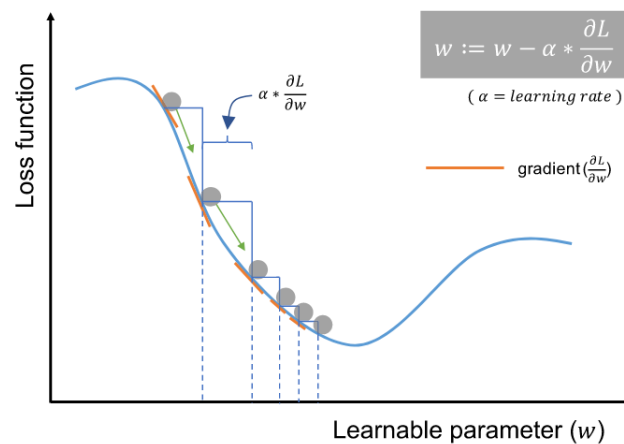 w := w − α * ∂L/∂w
( α = learning rate )
α * ∂L/∂w
gradient (∂L/∂w)
Loss function
Learnable parameter (w)